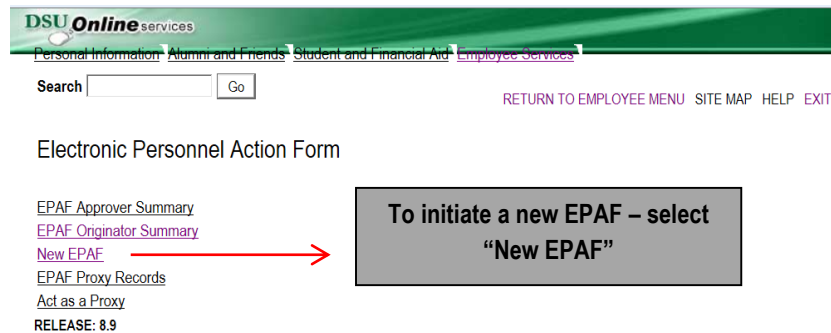 DSU Online services
Personal Information Alumni and Friends Student and Financial Aid Employee Services
Search Go
RETURN TO EMPLOYEE MENU SITE MAP HELP EXIT
Electronic Personnel Action Form
EPAF Approver Summary
EPAF Originator Summary
New EPAF
EPAF Proxy Records
Act as a Proxy
RELEASE: 8.9
To initiate a new EPAF – select
“New EPAF”